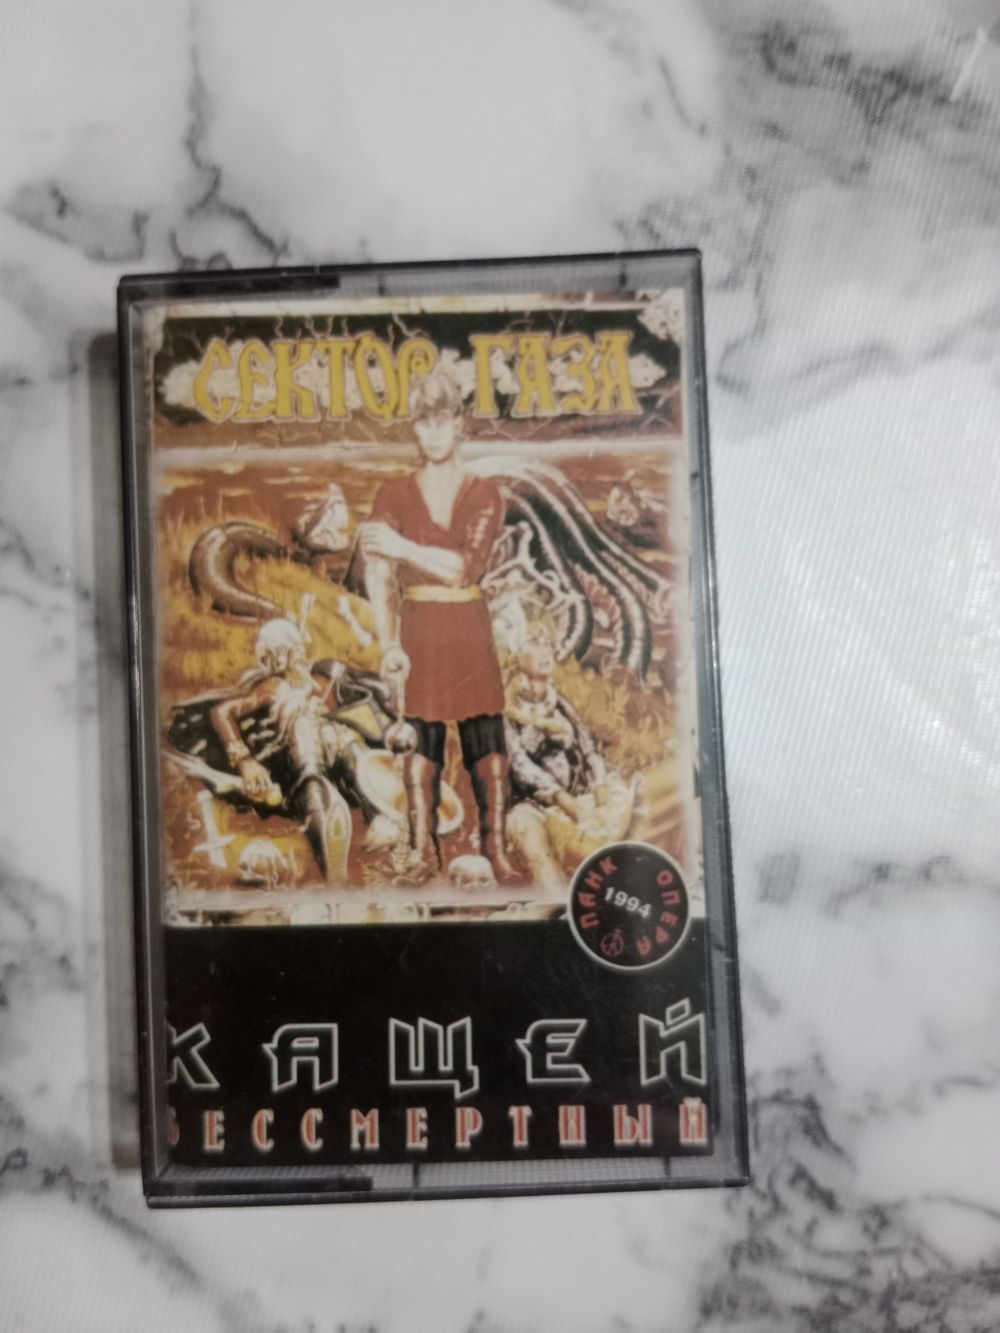 СЕКТОР ГАЗА
ПАНК ОПЕРА
1994
КАЩЕЙ
БЕССМЕРТНЫЙ